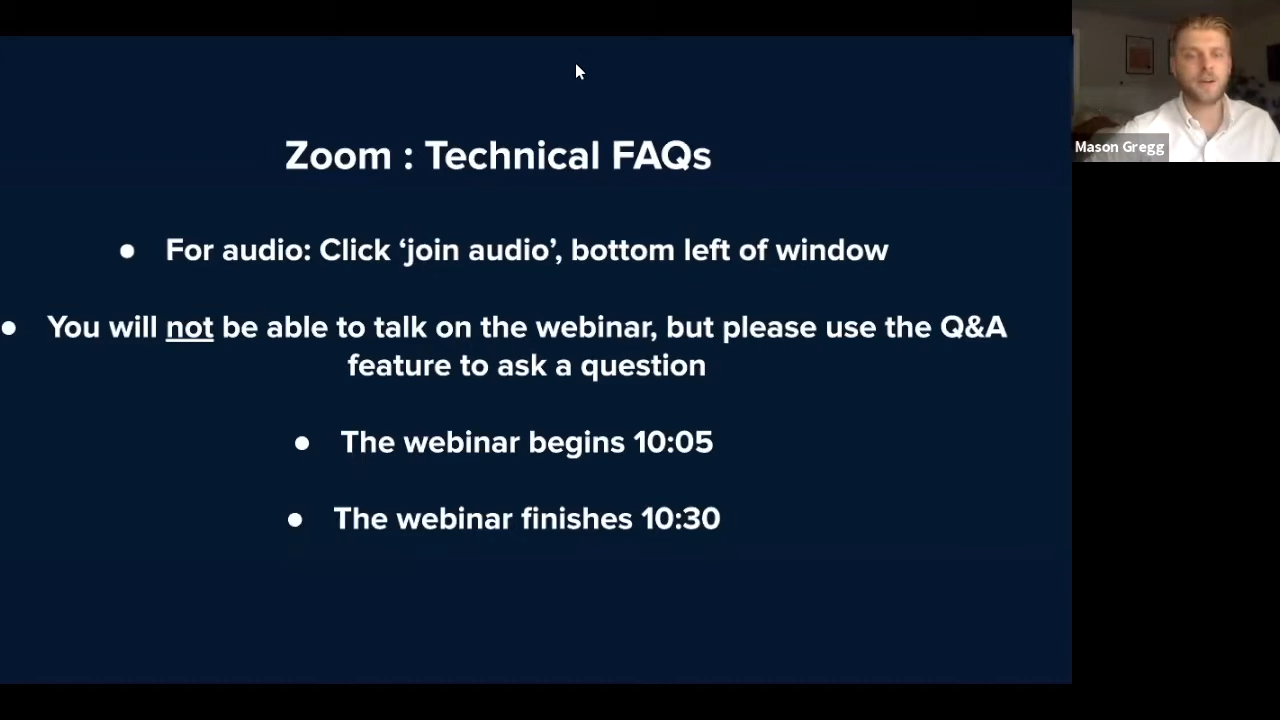 Zoom : Technical FAQs
● For audio: Click ‘join audio’, bottom left of window
● You will not be able to talk on the webinar, but please use the Q&A
feature to ask a question
● The webinar begins 10:05
● The webinar finishes 10:30
Mason Gregg